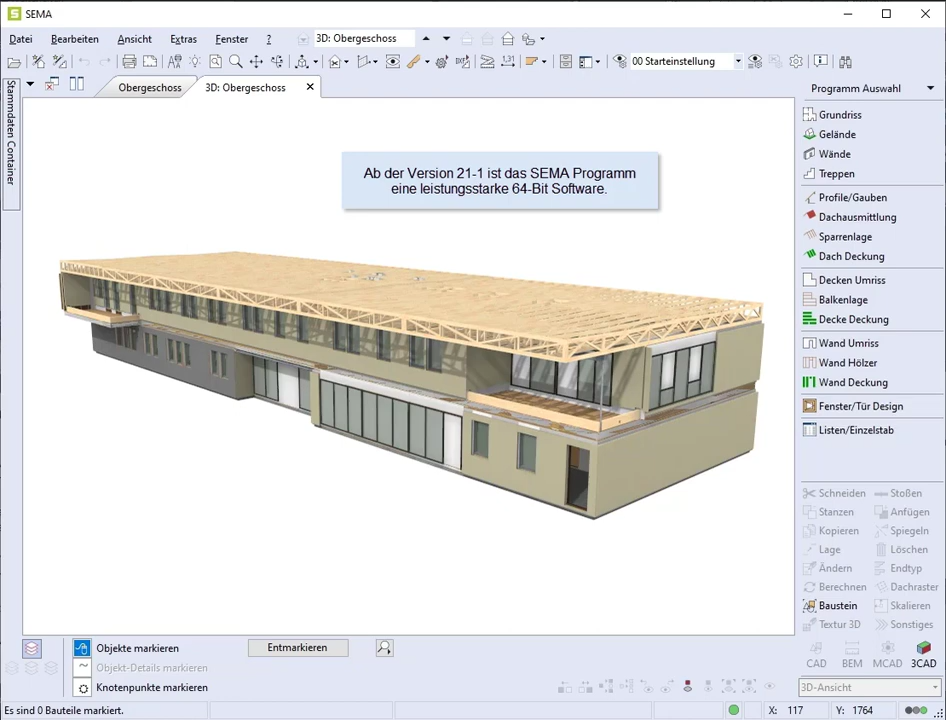 SEMA
Datei Bearbeiten Ansicht Extras Fenster ? 3D: Obergeschoss
00 Starteinstellung
Obergeschoss 3D: Obergeschoss
Stammdaten Container
Ab der Version 21-1 ist das SEMA Programm
eine leistungsstarke 64-Bit Software.
Programm Auswahl
Grundriss
Gelände
Wände
Treppen
Profile/Gauben
Dachausmittlung
Sparrenlage
Dach Deckung
Decken Umriss
Balkenlage
Decke Deckung
Wand Umriss
Wand Hölzer
Wand Deckung
Fenster/Tür Design
Listen/Einzelstab
Schneiden Stoßen
Stanzen Anfügen
Kopieren Spiegeln
Lage Löschen
Ändern Endtyp
Berechnen Dachraster
Baustein Skalieren
Textur 3D Sonstiges
CAD BEM MCAD 3CAD
3D-Ansicht
Objekte markieren Entmarkieren
Objekt-Details markieren
Knotenpunkte markieren
Es sind 0 Bauteile markiert. X: 117 Y: 1764